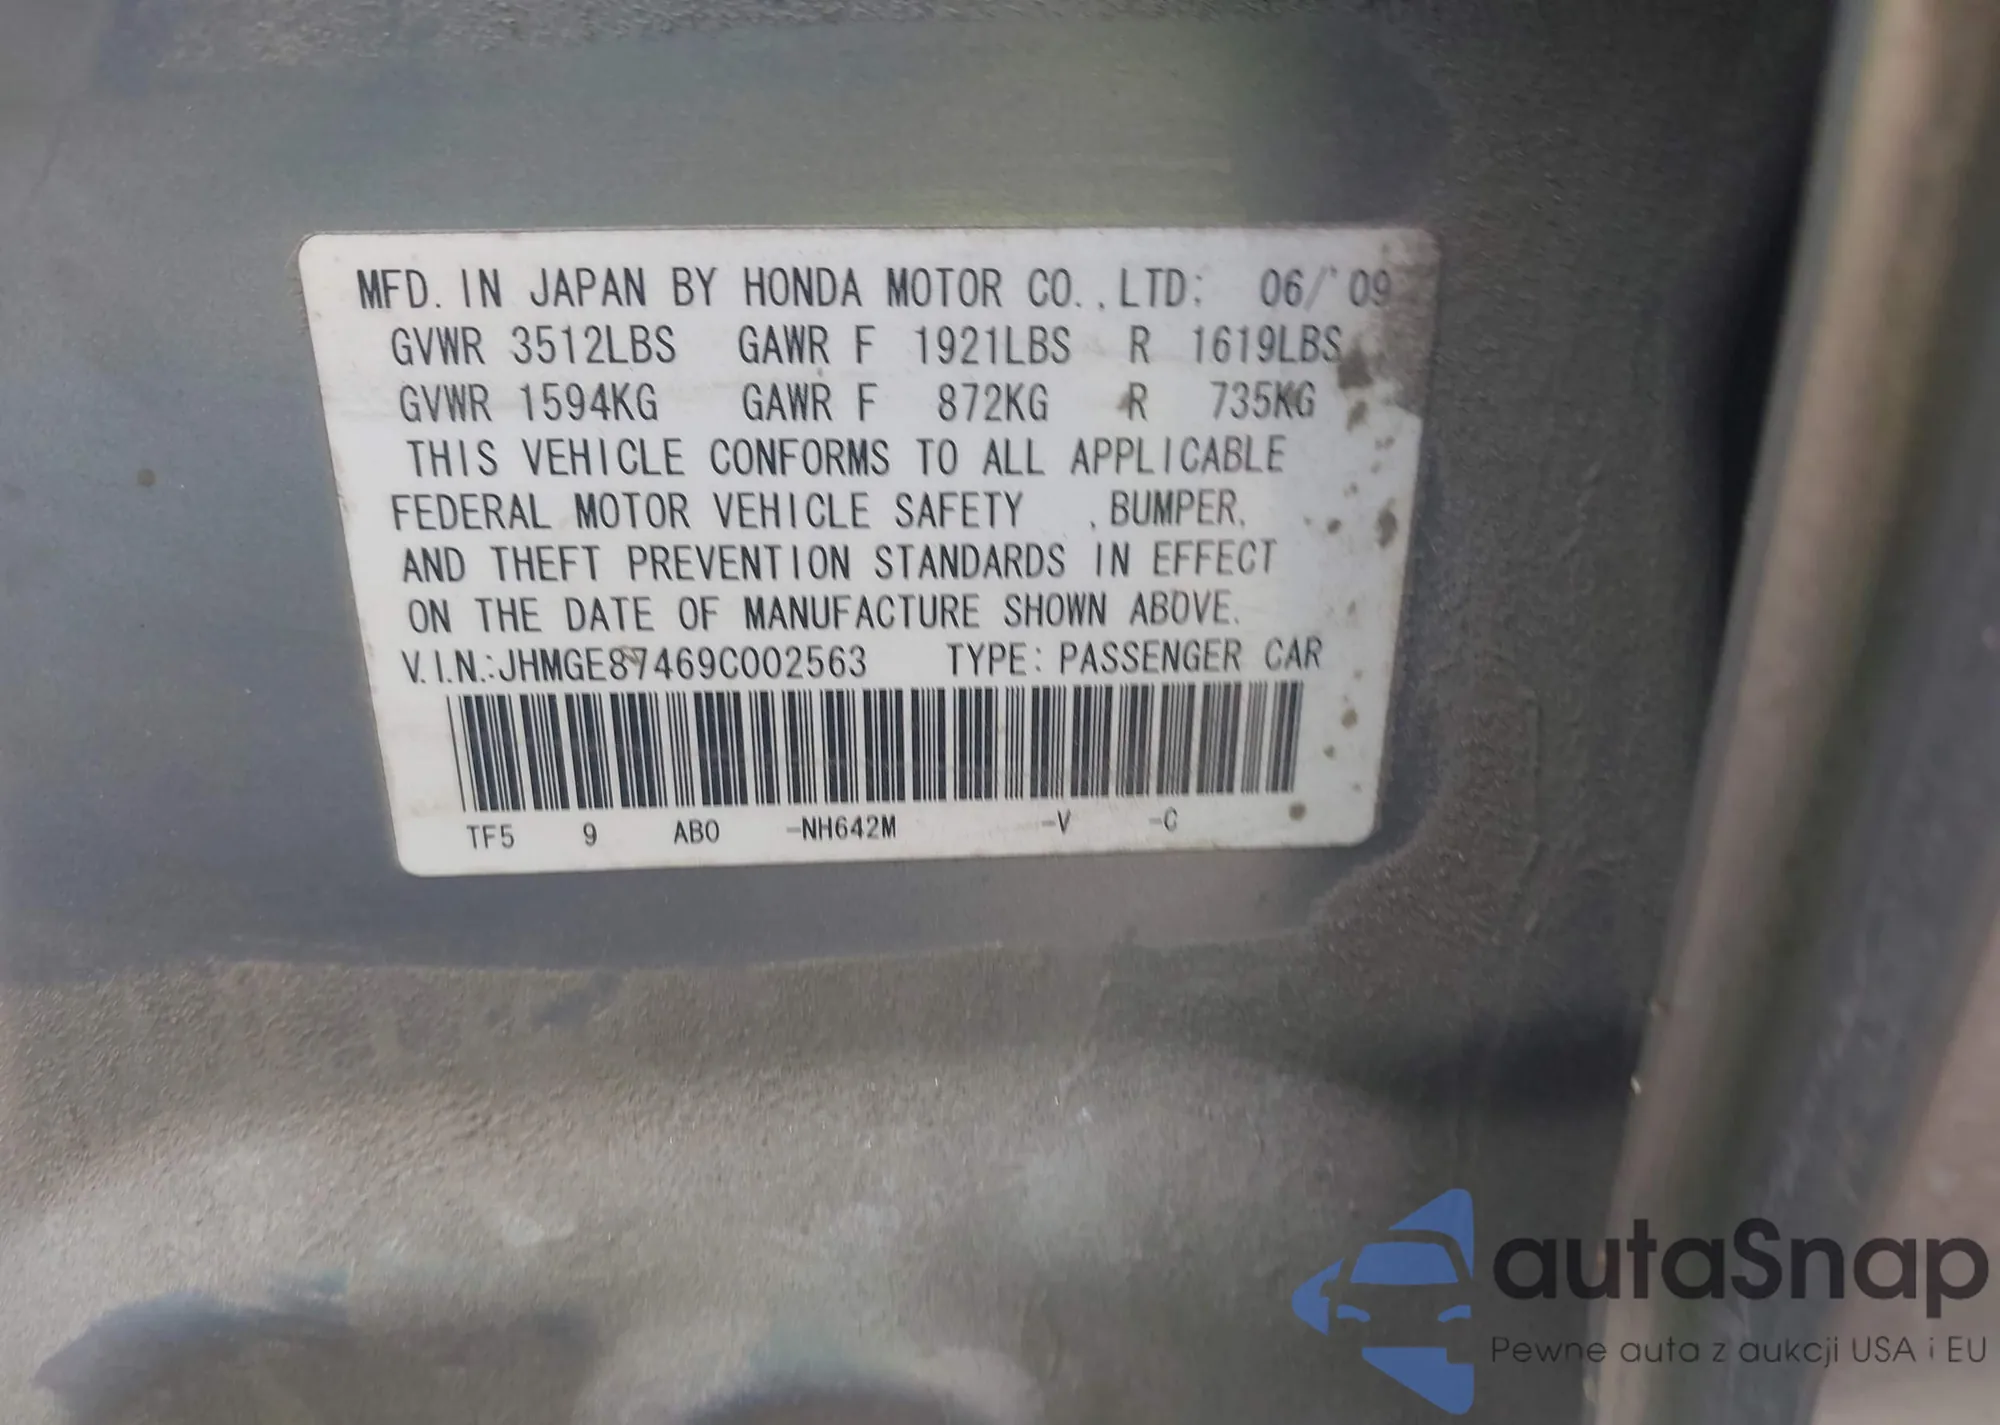 MFD. IN JAPAN BY HONDA MOTOR CO.,LTD: 06/'09
GVWR 3512LBS GAWR F 1921LBS R 1619LBS
GVWR 1594KG GAWR F 872KG R 735KG
THIS VEHICLE CONFORMS TO ALL APPLICABLE
FEDERAL MOTOR VEHICLE SAFETY ,BUMPER,
AND THEFT PREVENTION STANDARDS IN EFFECT
ON THE DATE OF MANUFACTURE SHOWN ABOVE.
V.I.N.:JHMGE87469C002563 TYPE: PASSENGER CAR
TF5 9 AB0 -NH642M -V -C
autaSnap
Pewne auta z aukcji USA i EU